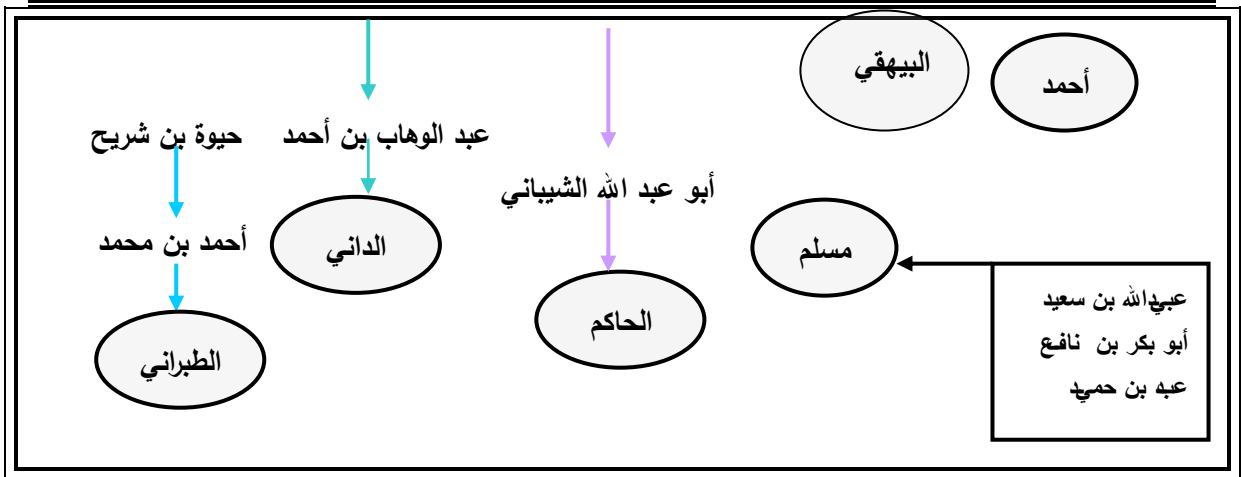 أحمد
البيهقي
عبد الوهاب بن أحمد
حيوة بن شريح
أبو عبد الله الشيباني
أحمد بن محمد
الداني
مسلم
الحاكم
الطبراني
عبيدالله بن سعيد
أبو بكر بن نافع
عبد بن حميد